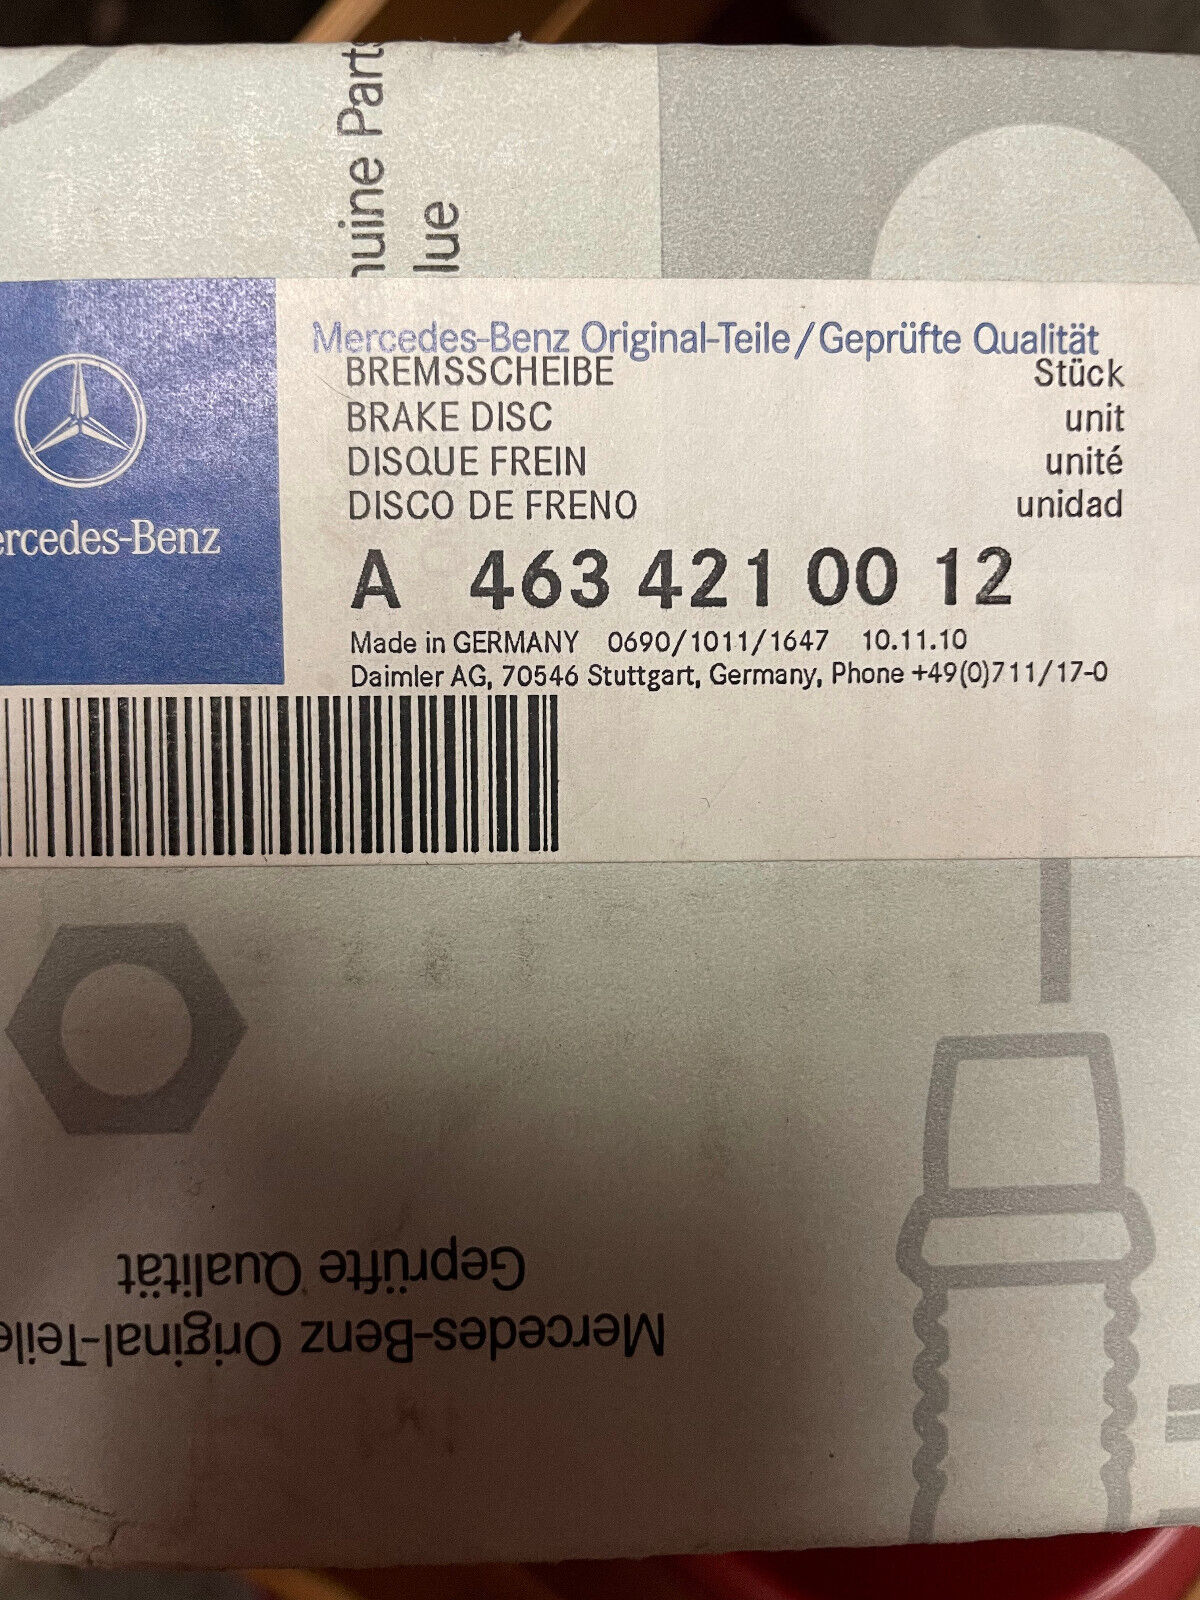 nuine Parts
lue
Mercedes-Benz Original-Teile/Geprüfte Qualität
BREMSSCHEIBE Stück
BRAKE DISC unit
DISQUE FREIN unité
DISCO DE FRENO unidad
ercedes-Benz
A 463 421 00 12
Made in GERMANY 0690/1011/1647 10.11.10
Daimler AG, 70546 Stuttgart, Germany, Phone +49(0)711/17-0
Mercedes-Benz Original-Teile
Geprüfte Qualität